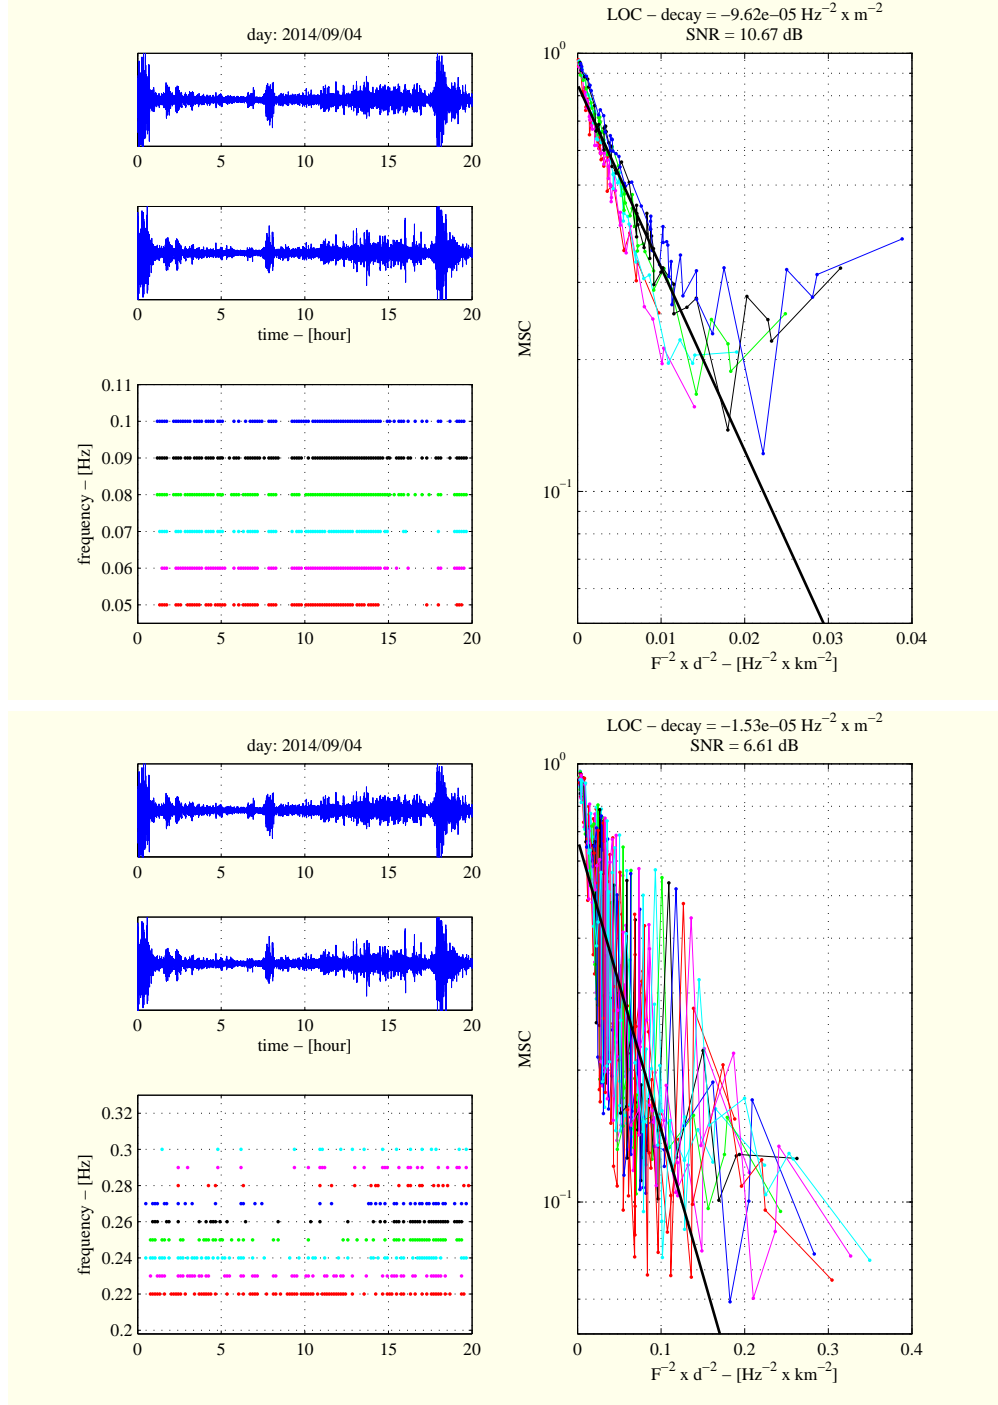 day: 2014/09/04
0 5 10 15 20
0 5 10 15 20
time – [hour]
frequency – [Hz]
0.11
0.1
0.09
0.08
0.07
0.06
0.05
0 5 10 15 20
LOC – decay = –9.62e–05 Hz⁻² x m⁻²
SNR = 10.67 dB
MSC
10⁰
10⁻¹
0 0.01 0.02 0.03 0.04
F⁻² x d⁻² – [Hz⁻² x km⁻²]
day: 2014/09/04
0 5 10 15 20
0 5 10 15 20
time – [hour]
frequency – [Hz]
0.32
0.3
0.28
0.26
0.24
0.22
0.2
0 5 10 15 20
LOC – decay = –1.53e–05 Hz⁻² x m⁻²
SNR = 6.61 dB
MSC
10⁰
10⁻¹
0 0.1 0.2 0.3 0.4
F⁻² x d⁻² – [Hz⁻² x km⁻²]